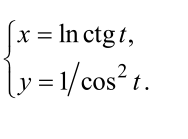 x = ln ctg t,
y = 1/cos² t.